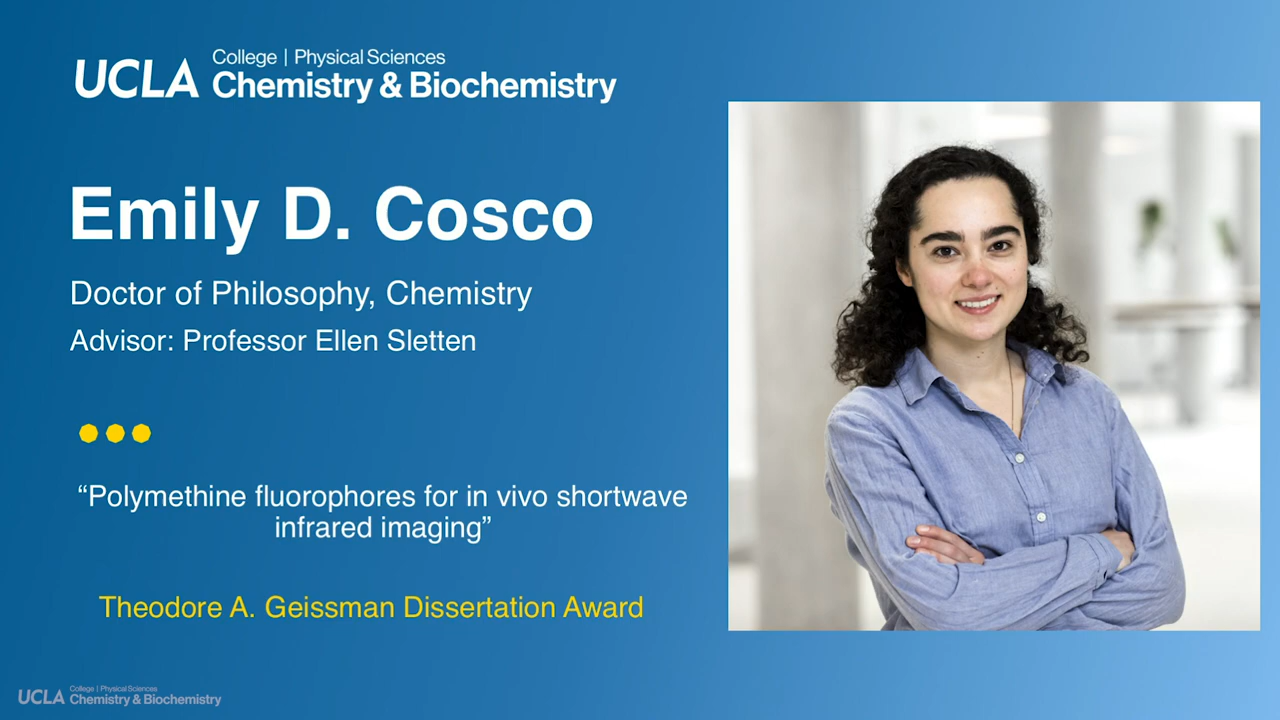 UCLA College | Physical Sciences
Chemistry & Biochemistry
Emily D. Cosco
Doctor of Philosophy, Chemistry
Advisor: Professor Ellen Sletten
“Polymethine fluorophores for in vivo shortwave
infrared imaging”
Theodore A. Geissman Dissertation Award
UCLA College | Physical Sciences
Chemistry & Biochemistry